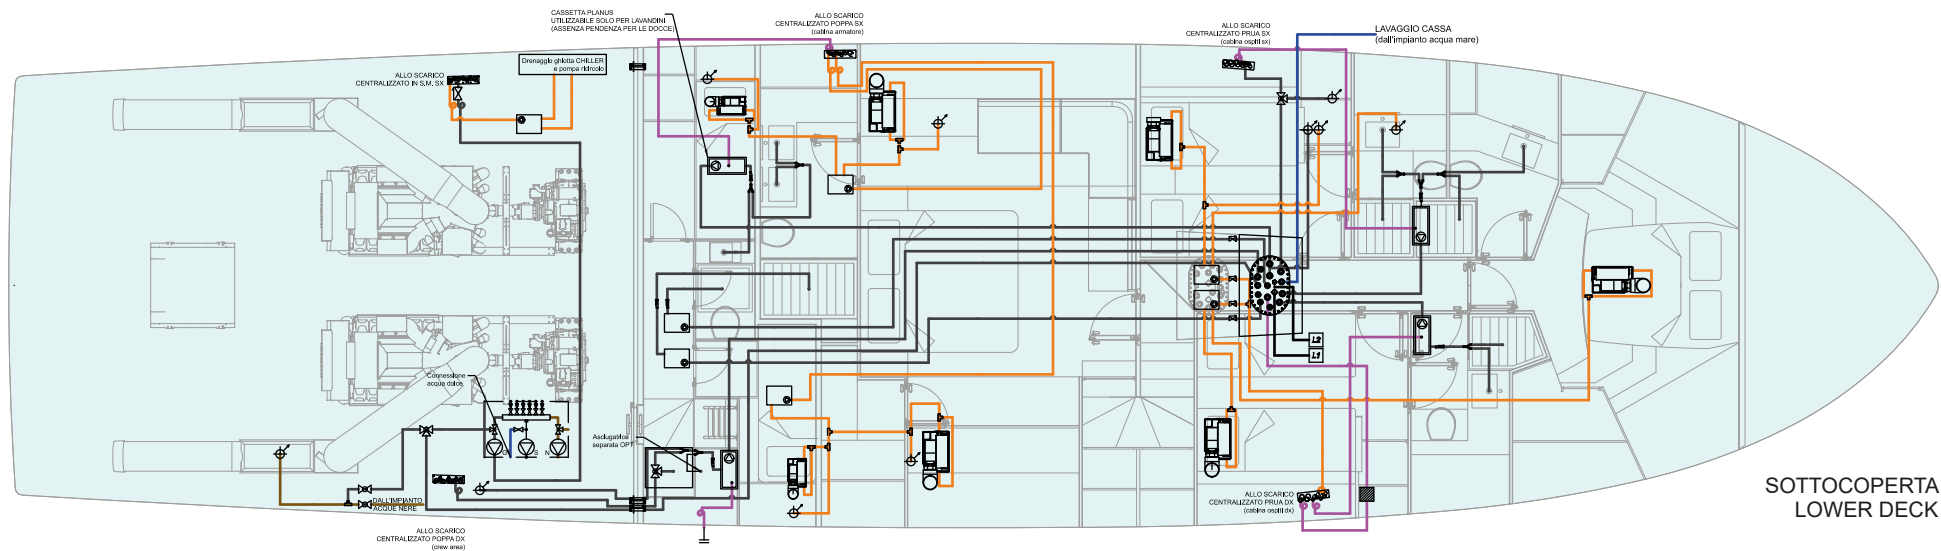 CASSETTA PLANUS
UTILIZZABILE SOLO PER LAVANDINI
(ASSENZA PENDENZA PER LE DOCCE)
ALLO SCARICO
CENTRALIZZATO POPPA SX
(cabina armatore)
ALLO SCARICO
CENTRALIZZATO PRUA SX
(cabina ospiti sx)
LAVAGGIO CASSA
(dall'impianto acqua mare)
Drenaggio ghiotta CHILLER
e pompa ricircolo
ALLO SCARICO
CENTRALIZZATO IN S.M. SX
L2
L1
Connessione
acqua dolce
G
S
N
Asciugatrice
separata OPT
DALL'IMPIANTO
ACQUE NERE
ALLO SCARICO
CENTRALIZZATO POPPA DX
(crew area)
ALLO SCARICO
CENTRALIZZATO PRUA DX
(cabina ospiti dx)
SOTTOCOPERTA
LOWER DECK